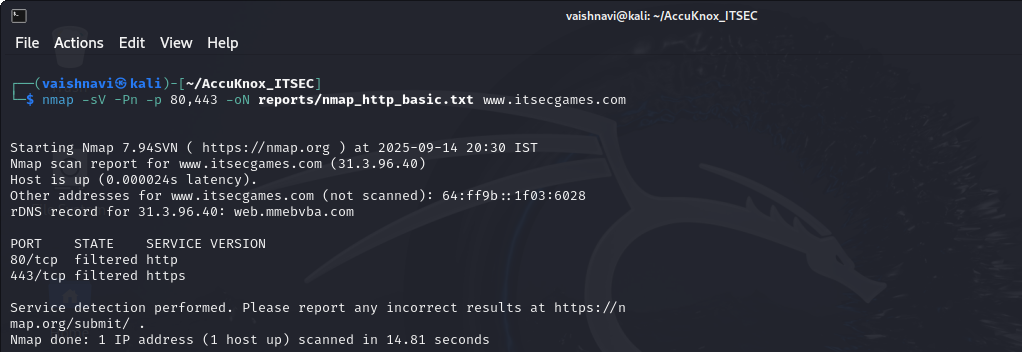 vaishnavi@kali: ~/AccuKnox_ITSEC
File Actions Edit View Help
┌──(vaishnavi㉿kali)-[~/AccuKnox_ITSEC]
└─$ nmap -sV -Pn -p 80,443 -oN reports/nmap_http_basic.txt www.itsecgames.com
Starting Nmap 7.94SVN ( https://nmap.org ) at 2025-09-14 20:30 IST
Nmap scan report for www.itsecgames.com (31.3.96.40)
Host is up (0.000024s latency).
Other addresses for www.itsecgames.com (not scanned): 64:ff9b::1f03:6028
rDNS record for 31.3.96.40: web.mmebvba.com
PORT    STATE    SERVICE VERSION
80/tcp  filtered http
443/tcp filtered https
Service detection performed. Please report any incorrect results at https://n
map.org/submit/ .
Nmap done: 1 IP address (1 host up) scanned in 14.81 seconds